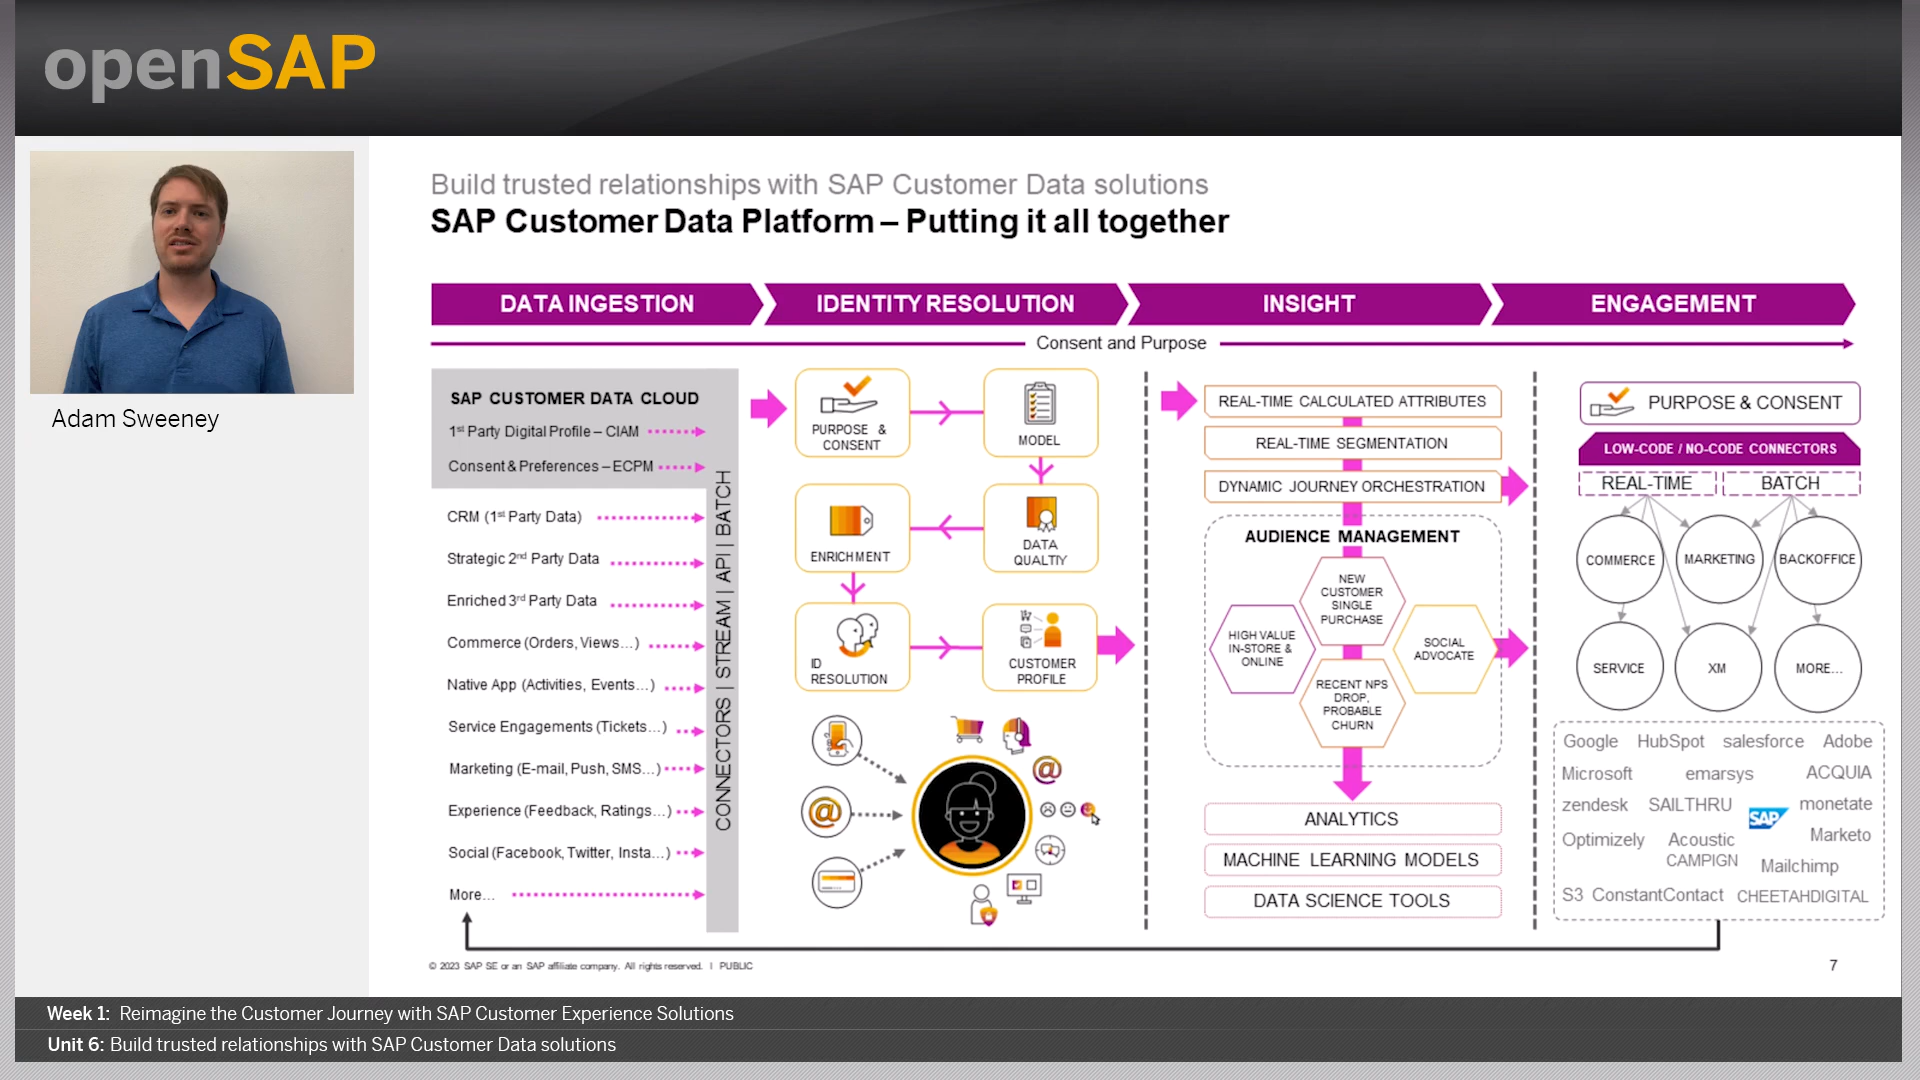 openSAP
Adam Sweeney
Build trusted relationships with SAP Customer Data solutions
SAP Customer Data Platform – Putting it all together
DATA INGESTION
IDENTITY RESOLUTION
INSIGHT
ENGAGEMENT
Consent and Purpose
SAP CUSTOMER DATA CLOUD
1st Party Digital Profile – CIAM
Consent & Preferences – ECPM
CRM (1st Party Data)
Strategic 2nd Party Data
Enriched 3rd Party Data
Commerce (Orders, Views...)
Native App (Activities, Events...)
Service Engagements (Tickets...)
Marketing (E-mail, Push, SMS...)
Experience (Feedback, Ratings...)
Social (Facebook, Twitter, Insta...)
More...
CONNECTORS | STREAM | API | BATCH
PURPOSE &
CONSENT
MODEL
ENRICHMENT
DATA
QUALTIY
ID
RESOLUTION
CUSTOMER
PROFILE
@
@
REAL-TIME CALCULATED ATTRIBUTES
REAL-TIME SEGMENTATION
DYNAMIC JOURNEY ORCHESTRATION
AUDIENCE MANAGEMENT
NEW
CUSTOMER
SINGLE
PURCHASE
HIGH VALUE
IN-STORE &
ONLINE
SOCIAL
ADVOCATE
RECENT NPS
DROP,
PROBABLE
CHURN
ANALYTICS
MACHINE LEARNING MODELS
DATA SCIENCE TOOLS
PURPOSE & CONSENT
LOW-CODE / NO-CODE CONNECTORS
REAL-TIME
BATCH
COMMERCE
MARKETING
BACKOFFICE
SERVICE
XM
MORE...
Google HubSpot salesforce Adobe
Microsoft emarsys ACQUIA
zendesk SAILTHRU SAP monetate
Optimizely Acoustic Marketo
CAMPIGN Mailchimp
S3 ConstantContact CHEETAHDIGITAL
© 2023 SAP SE or an SAP affiliate company. All rights reserved. I PUBLIC
7
Week 1: Reimagine the Customer Journey with SAP Customer Experience Solutions
Unit 6: Build trusted relationships with SAP Customer Data solutions